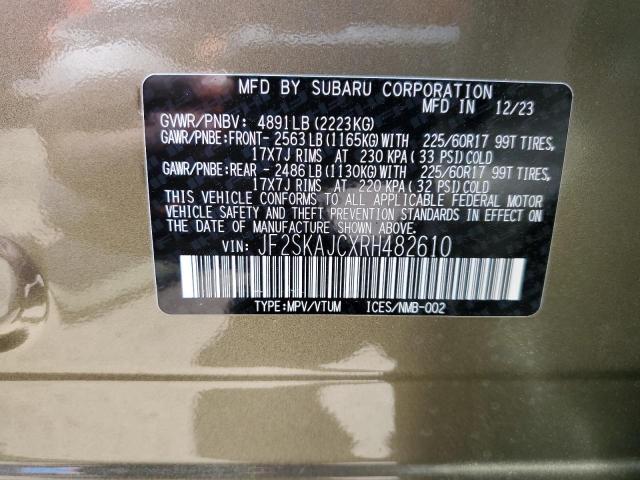 MFD BY SUBARU CORPORATION
MFD IN 12/23
GVWR/PNBV: 4891LB (2223KG)
GAWR/PNBE:FRONT- 2563LB (1165KG) WITH 225/60R17 99T TIRES,
17X7J RIMS AT 230 KPA (33 PSI) COLD
GAWR/PNBE:REAR - 2486LB (1130KG) WITH 225/60R17 99T TIRES,
17X7J RIMS AT 220 KPA (32 PSI) COLD
THIS VEHICLE CONFORMS TO ALL APPLICABLE FEDERAL MOTOR
VEHICLE SAFETY AND THEFT PREVENTION STANDARDS IN EFFECT ON
THE DATE OF MANUFACTURE SHOWN ABOVE.
VIN: JF2SKAJCXRH482610
TYPE:MPV/VTUM ICES/NMB-002